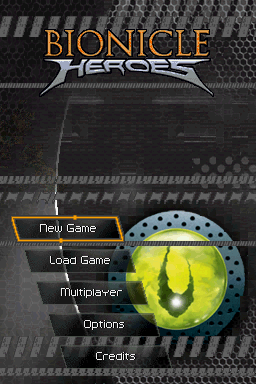 BIONICLE
HEROES
New Game
Load Game
Multiplayer
Options
Credits